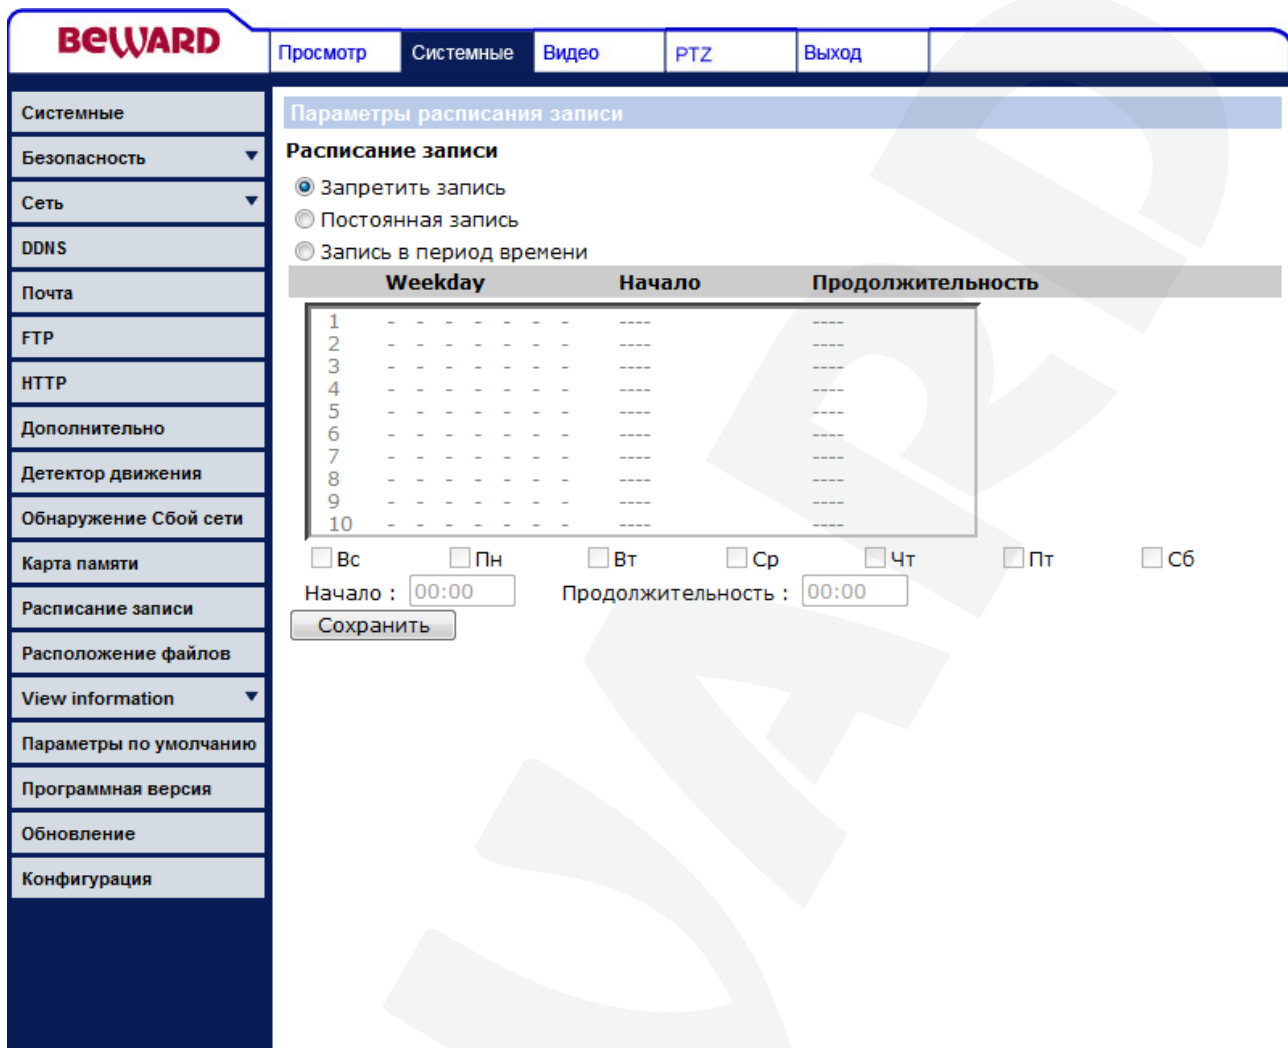 BEWARD
Просмотр Системные Видео PTZ Выход
Системные
Безопасность
Сеть
DDNS
Почта
FTP
HTTP
Дополнительно
Детектор движения
Обнаружение Сбой сети
Карта памяти
Расписание записи
Расположение файлов
View information
Параметры по умолчанию
Программная версия
Обновление
Конфигурация
Параметры расписания записи
Расписание записи
Запретить запись
Постоянная запись
Запись в период времени
Weekday Начало Продолжительность
1 - - - - - - - ---- ----
2 - - - - - - - ---- ----
3 - - - - - - - ---- ----
4 - - - - - - - ---- ----
5 - - - - - - - ---- ----
6 - - - - - - - ---- ----
7 - - - - - - - ---- ----
8 - - - - - - - ---- ----
9 - - - - - - - ---- ----
10 - - - - - - - ---- ----
Вс Пн Вт Ср Чт Пт Сб
Начало : 00:00 Продолжительность : 00:00
Сохранить